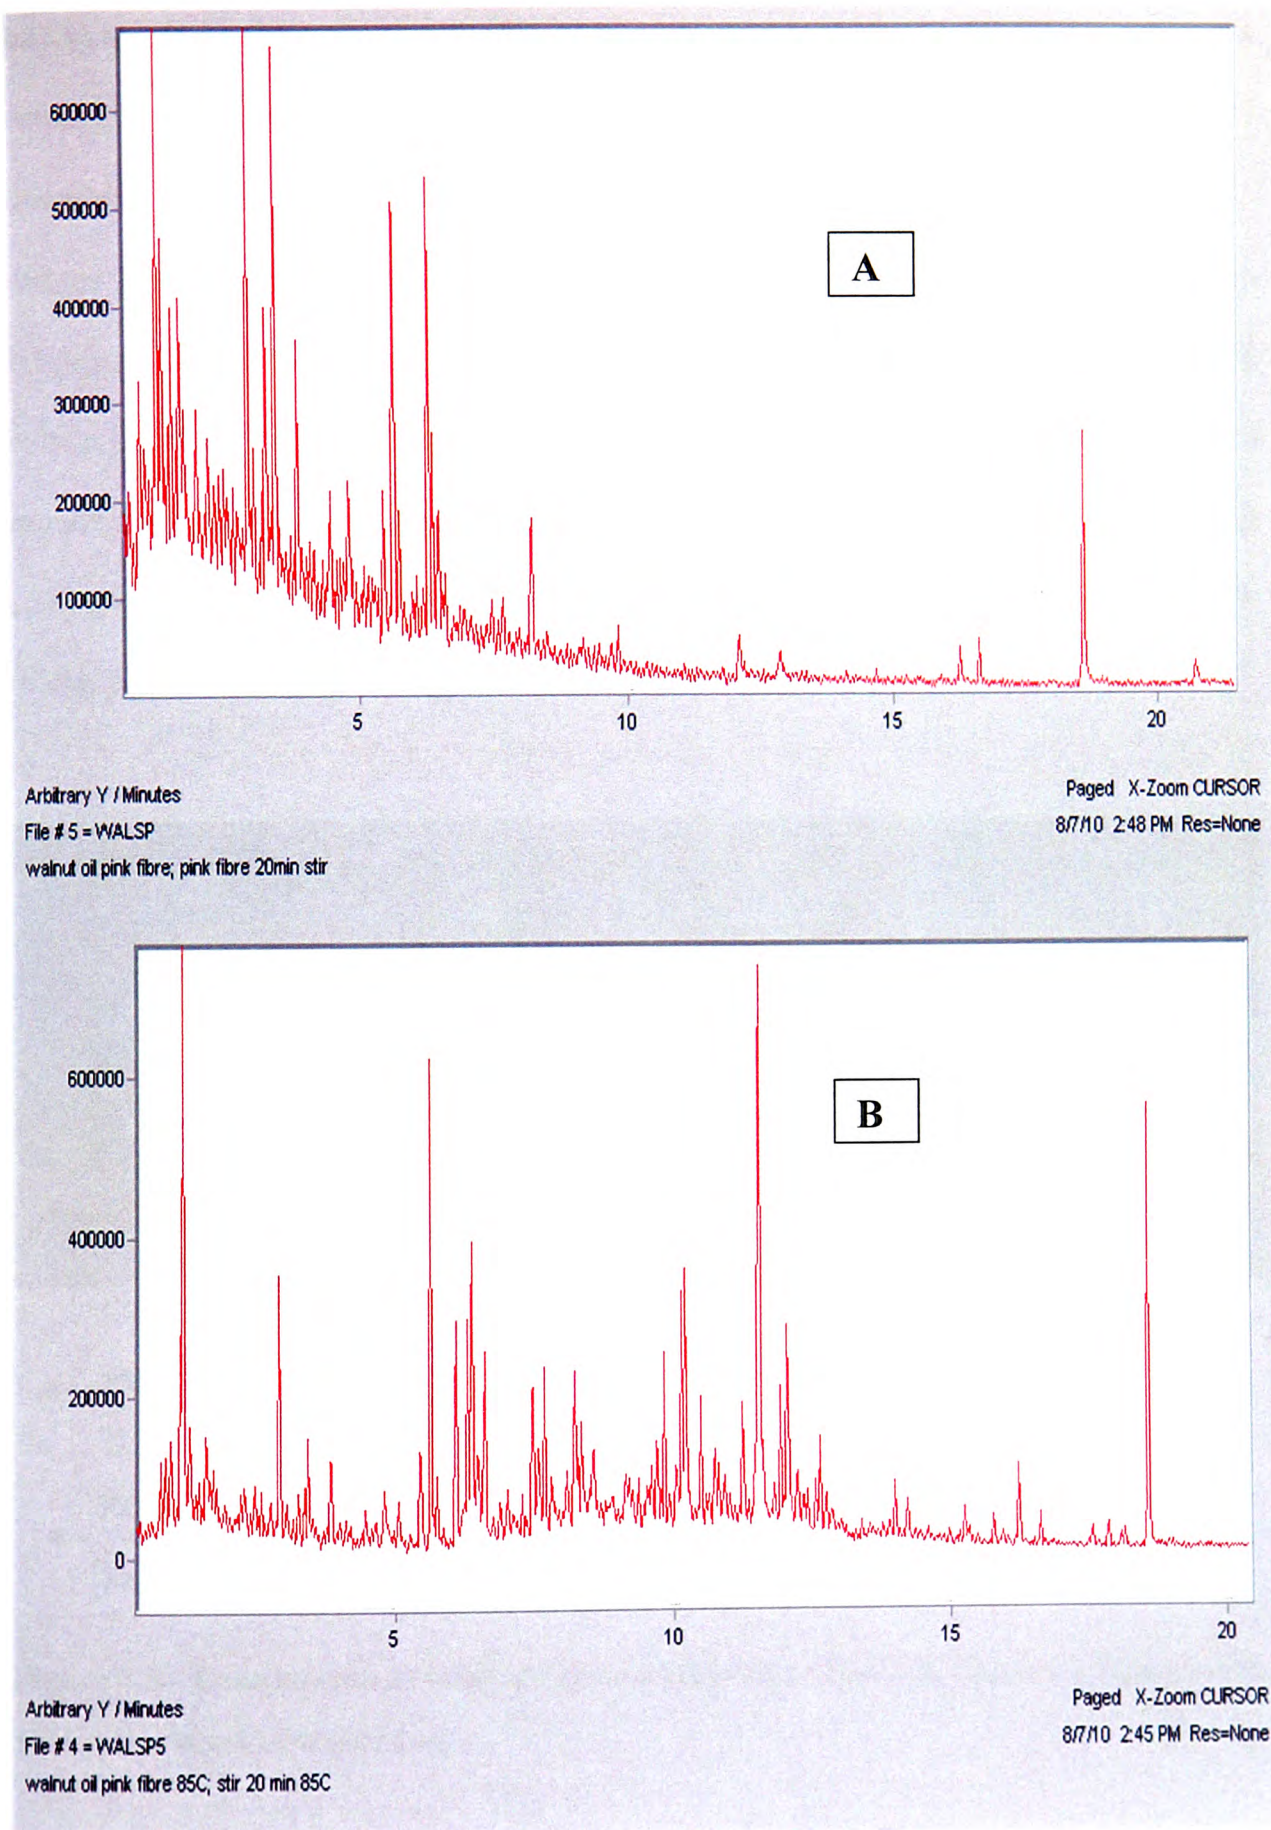 600000
500000
400000
300000
200000
100000
A
5 10 15 20
Arbitrary Y / Minutes
Paged X-Zoom CURSOR
File # 5 = WALSP
8/7/10 2:48 PM Res=None
walnut oil pink fibre; pink fibre 20min stir
600000
400000
200000
0
B
5 10 15 20
Arbitrary Y / Minutes
Paged X-Zoom CURSOR
File # 4 = WALSP5
8/7/10 2:45 PM Res=None
walnut oil pink fibre 85C; stir 20 min 85C